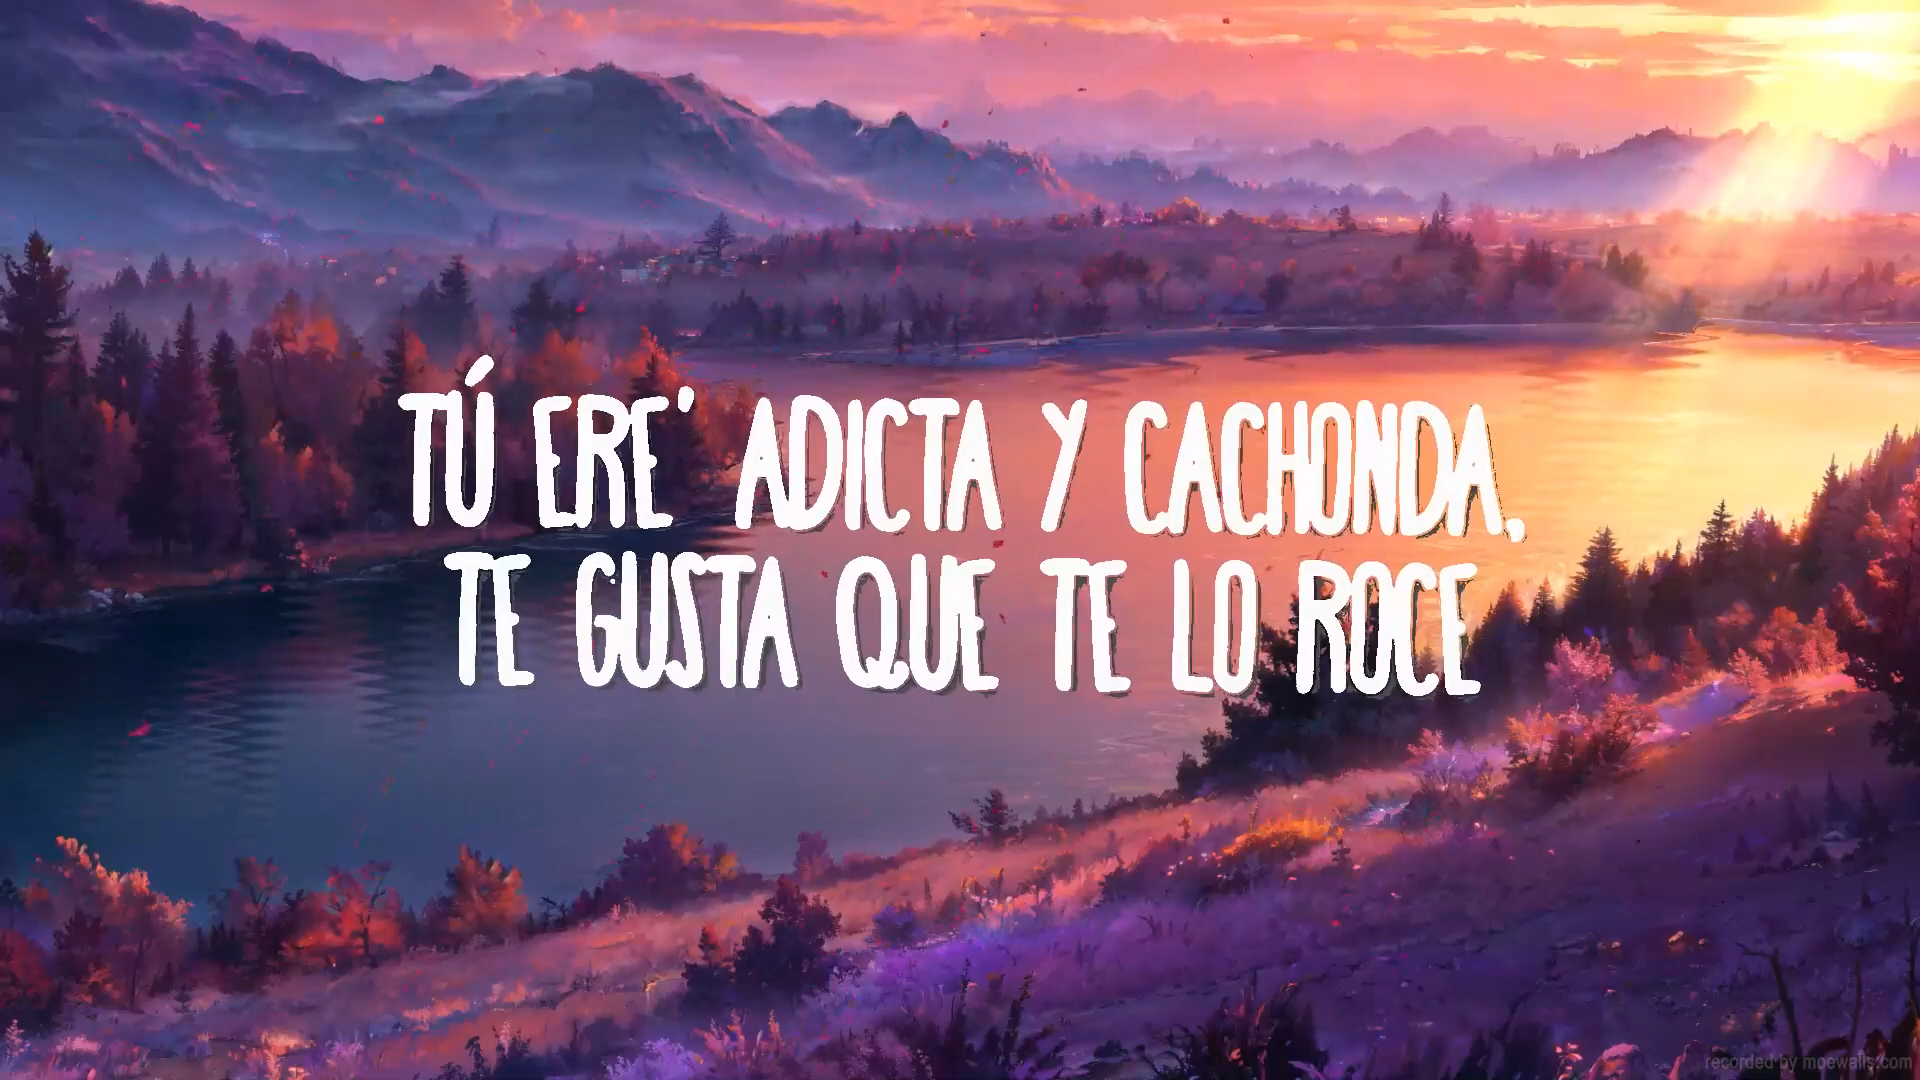 TÚ ERE' ADICTA Y CACHONDA,
TE GUSTA QUE TE LO ROCE
recorded by moewalls.com